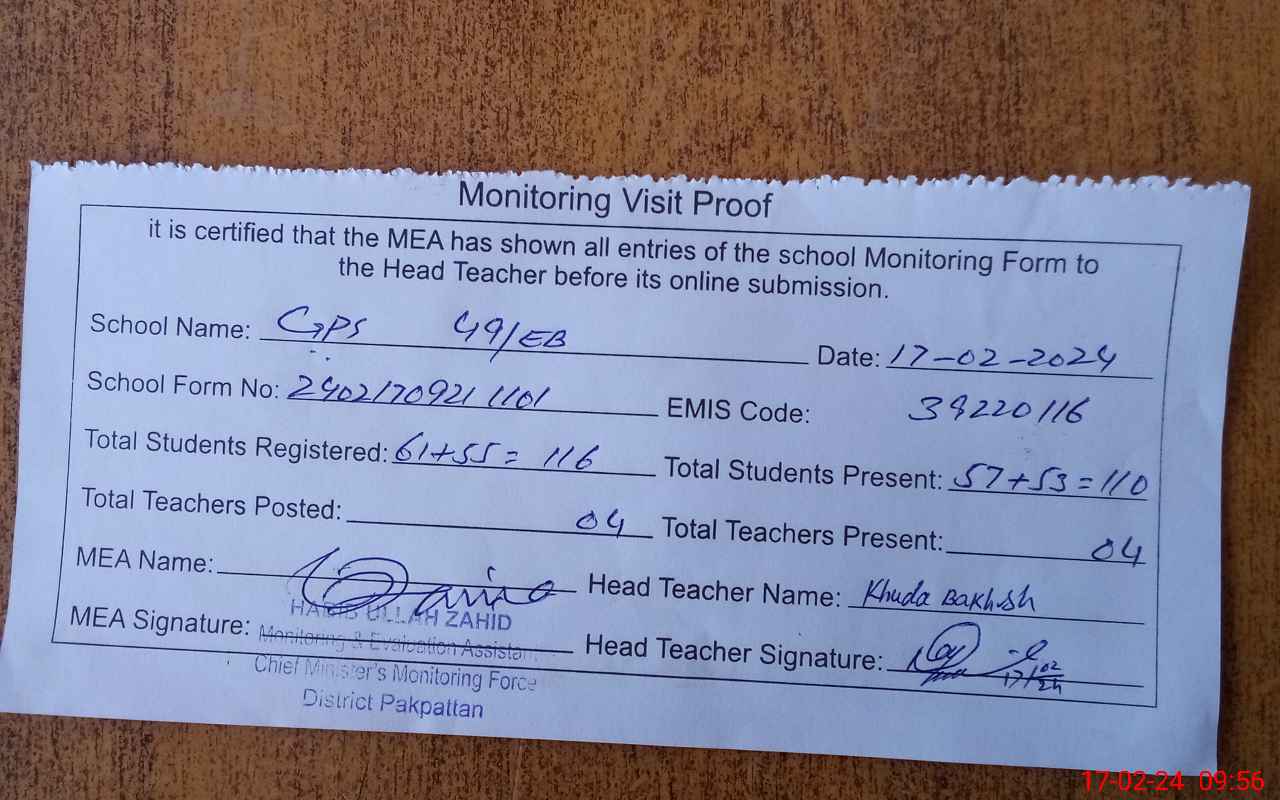 Monitoring Visit Proof
it is certified that the MEA has shown all entries of the school Monitoring Form to
the Head Teacher before its online submission.
School Name: GPS 49/EB Date: 17-02-2024
School Form No: 2402170921 1101 EMIS Code: 39220116
Total Students Registered: 61+55= 116 Total Students Present: 57+53=110
Total Teachers Posted: 04 Total Teachers Present: 04
MEA Name: Head Teacher Name: Khuda Bakhsh
HABIB ULLAH ZAHID
MEA Signature: Monitoring & Evaluation Assistant Head Teacher Signature: 17/02/24
Chief Minister's Monitoring Force
District Pakpattan
17-02-24 09:56